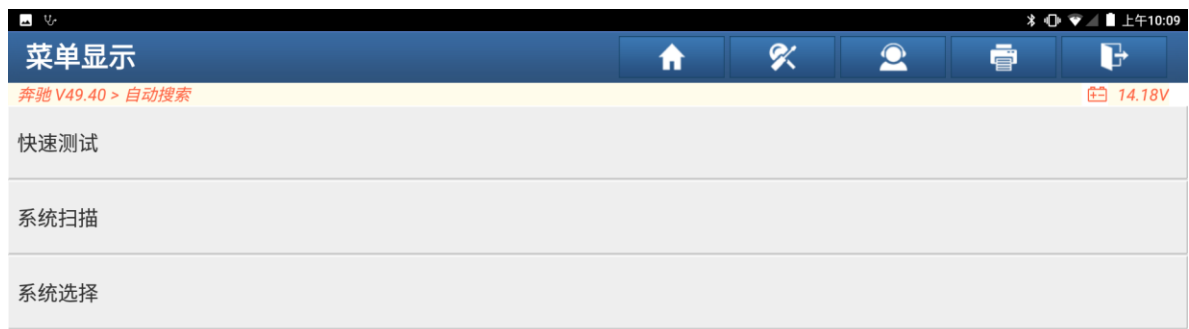 上午10:09
菜单显示
奔驰 V49.40 > 自动搜索
14.18V
快速测试
系统扫描
系统选择